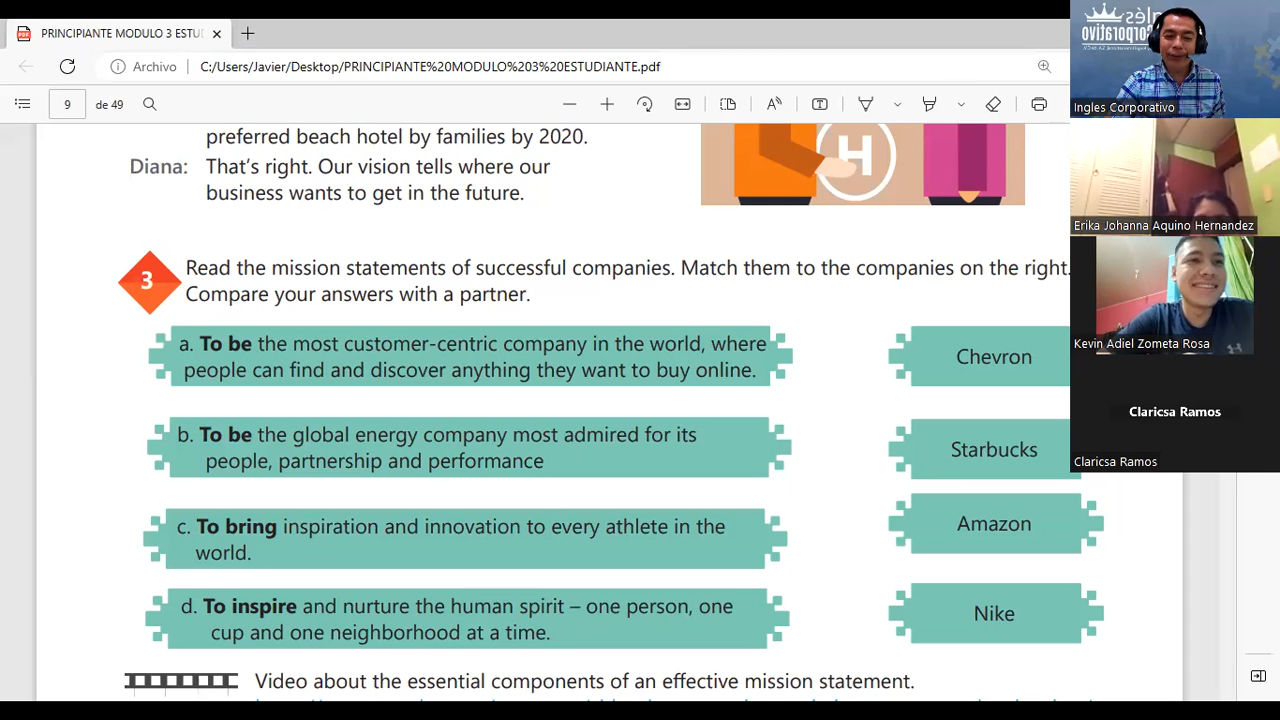 PRINCIPIANTE MODULO 3 ESTU
Archivo C:/Users/Javier/Desktop/PRINCIPIANTE%20MODULO%203%20ESTUDIANTE.pdf
9 de 49
preferred beach hotel by families by 2020.
Diana: That's right. Our vision tells where our
business wants to get in the future.
H
3
Read the mission statements of successful companies. Match them to the companies on the right.
Compare your answers with a partner.
a. To be the most customer-centric company in the world, where
people can find and discover anything they want to buy online.
Chevron
b. To be the global energy company most admired for its
people, partnership and performance
Starbucks
c. To bring inspiration and innovation to every athlete in the
world.
Amazon
d. To inspire and nurture the human spirit – one person, one
cup and one neighborhood at a time.
Nike
Video about the essential components of an effective mission statement.
Ingles Corporativo
Erika Johanna Aquino Hernandez
Kevin Adiel Zometa Rosa
Claricsa Ramos
Claricsa Ramos